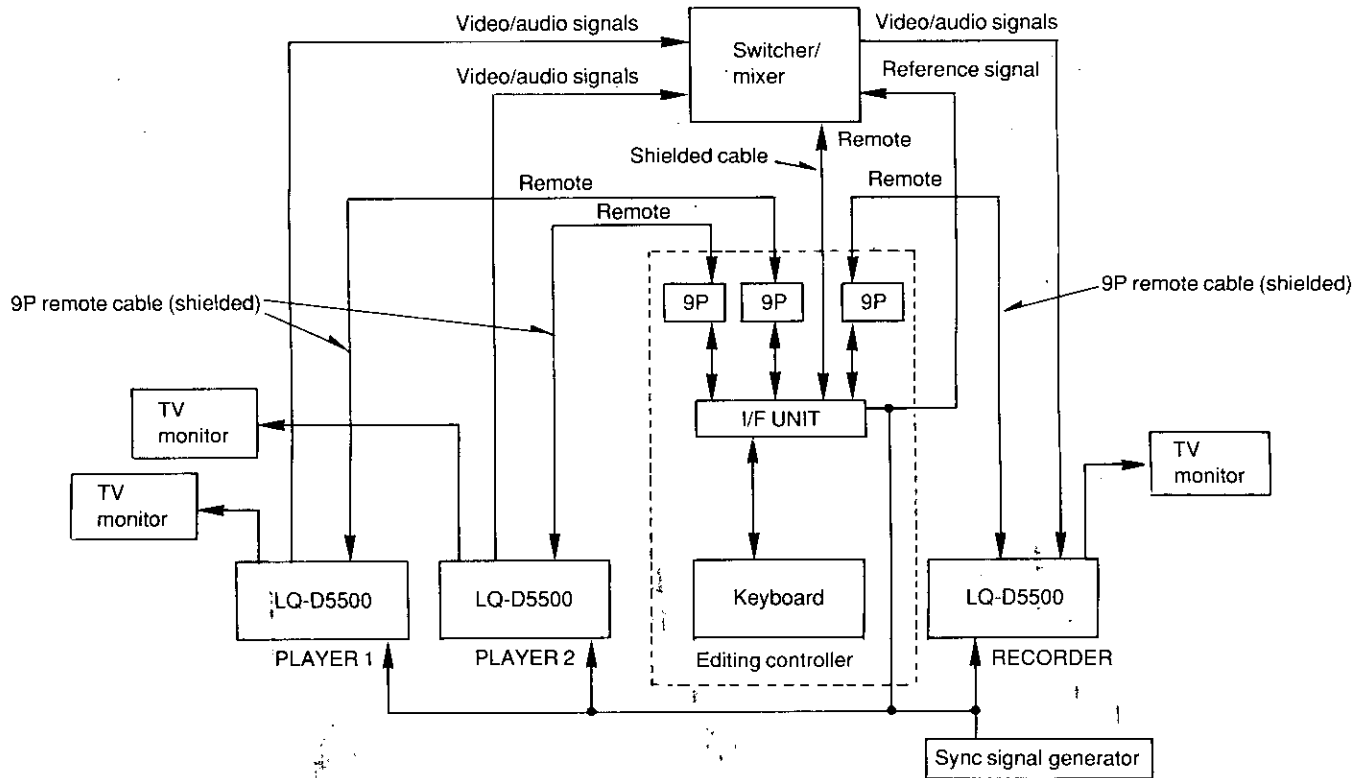 Video/audio signals
Switcher/
mixer
Video/audio signals
Video/audio signals
Reference signal
Remote
Shielded cable
Remote
Remote
Remote
9P remote cable (shielded)
9P
9P
9P
9P remote cable (shielded)
TV
monitor
I/F UNIT
TV
monitor
TV
monitor
LQ-D5500
LQ-D5500
Keyboard
LQ-D5500
PLAYER 1
PLAYER 2
Editing controller
RECORDER
Sync signal generator